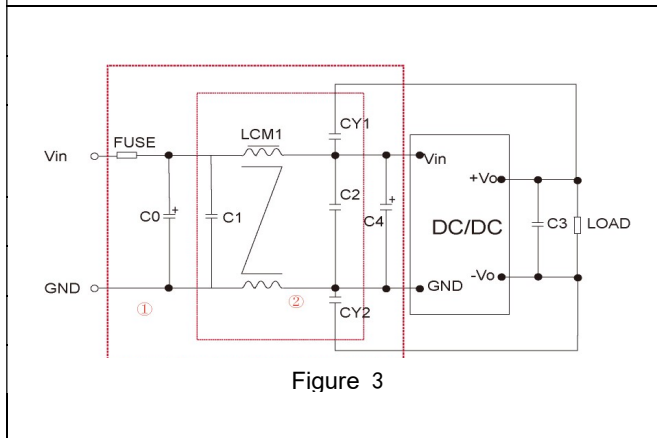 CY1
FUSE
LCM1
Vin
Vin
+Vo
C0 +
C1
C2
+
C4
DC/DC
C3
LOAD
-Vo
GND
①
②
GND
CY2
Figure 3